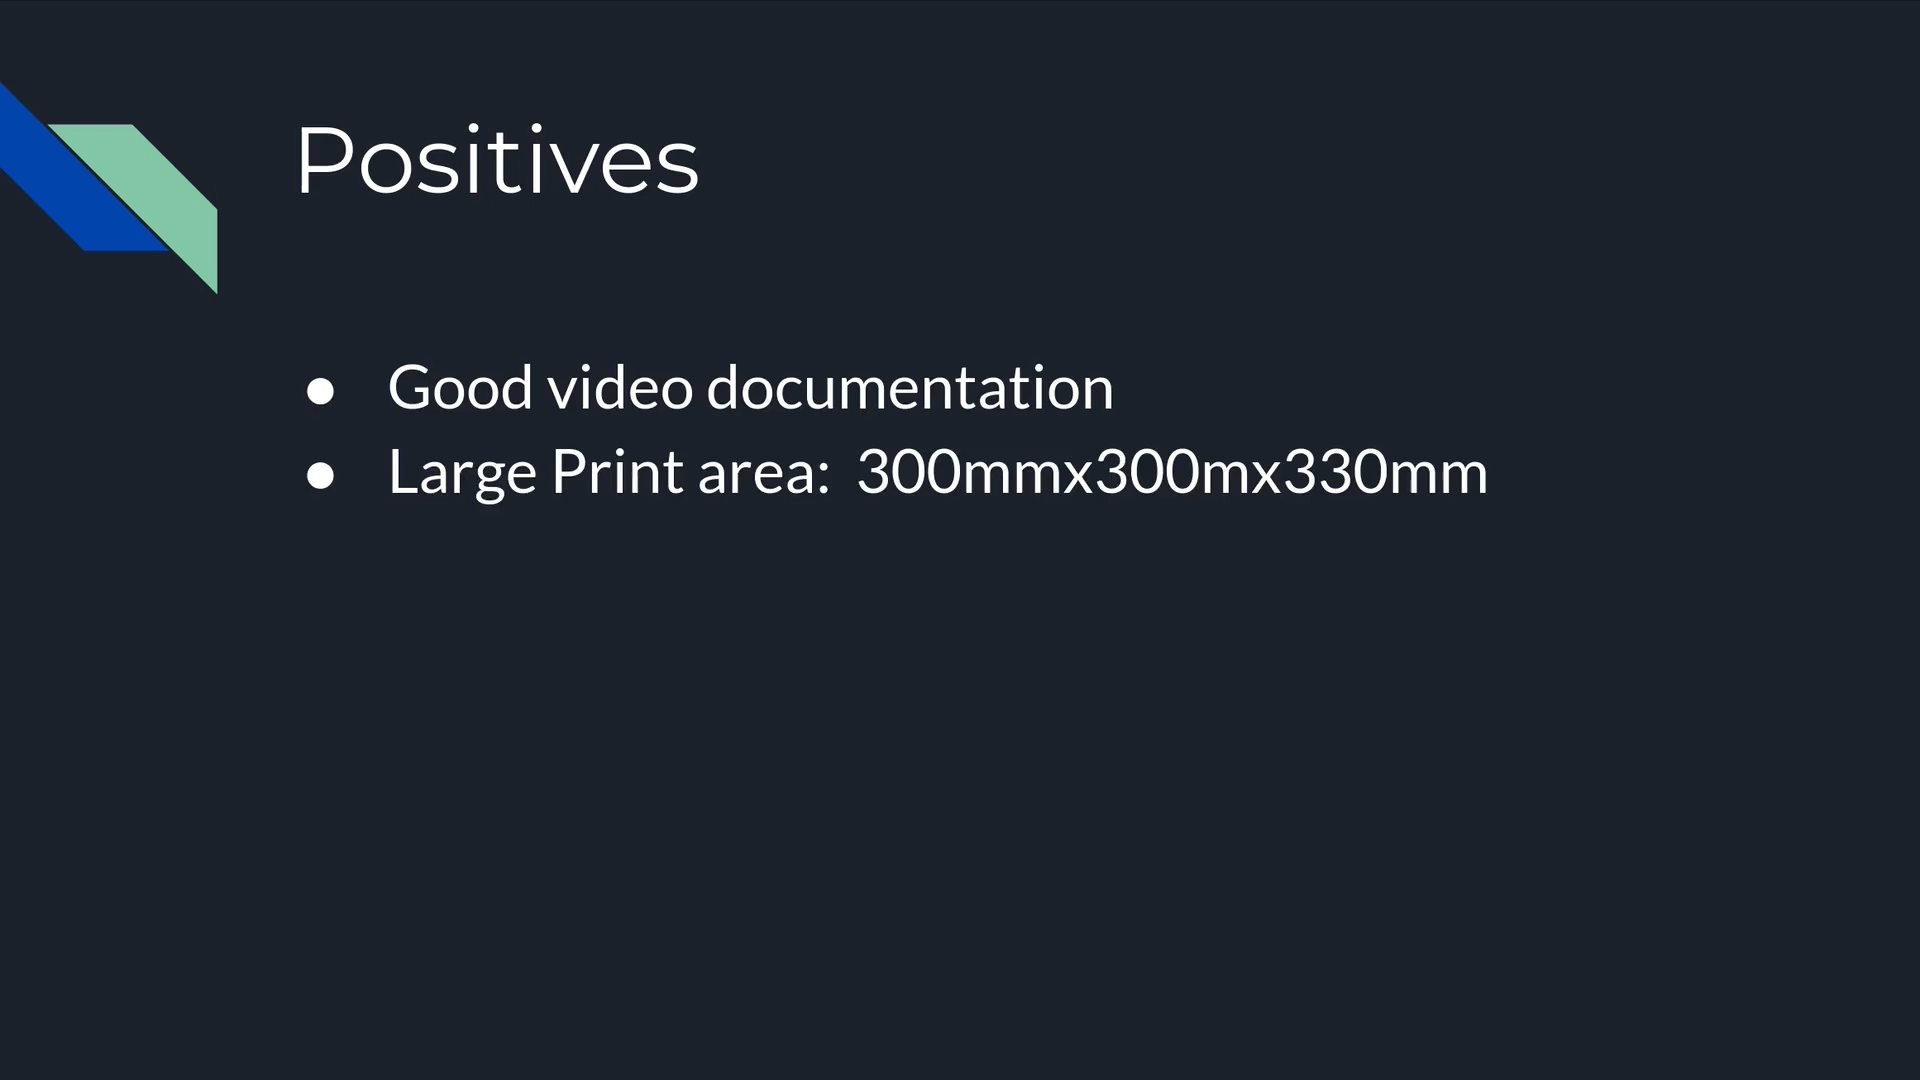 Positives
● Good video documentation
● Large Print area:  300mmx300mx330mm